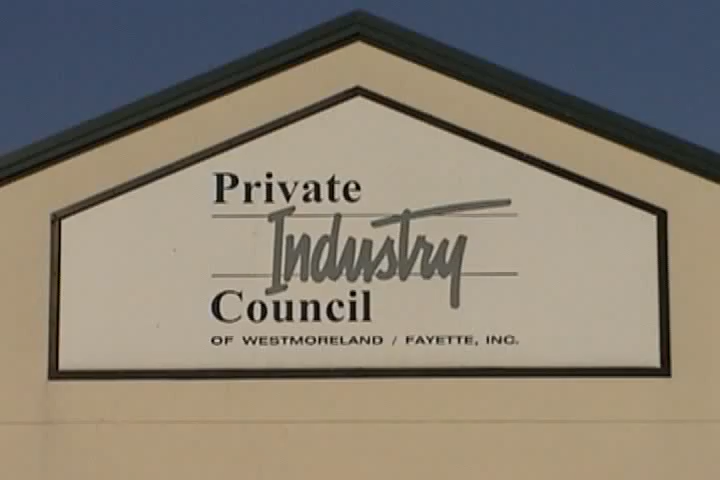 Private
Industry
Council
OF WESTMORELAND / FAYETTE, INC.